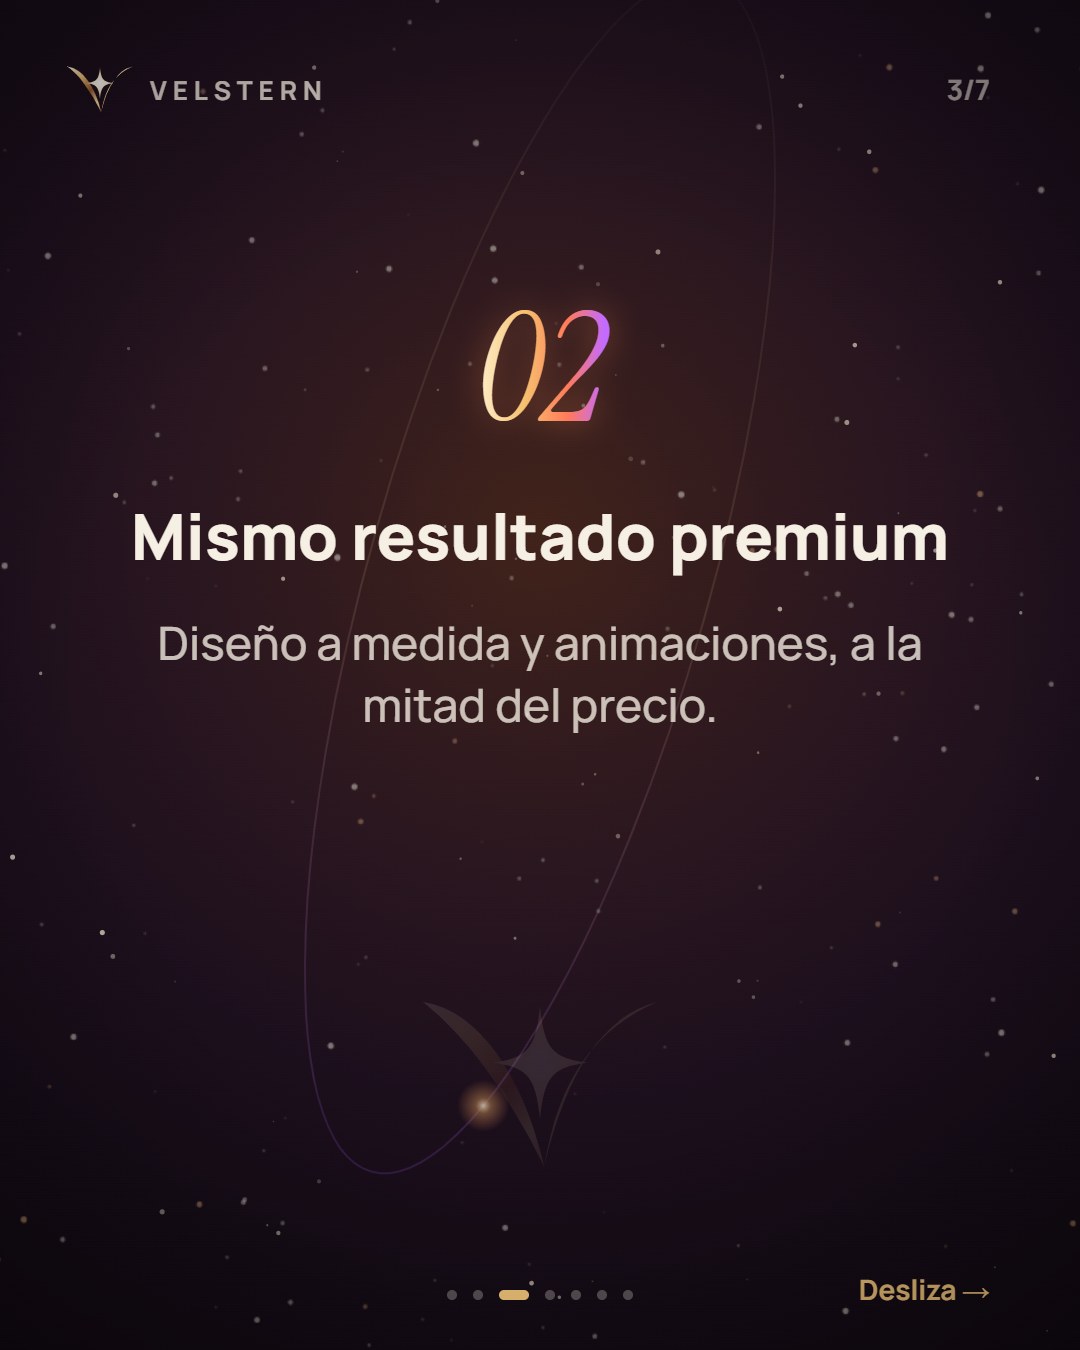 VELSTERN
3/7
02
Mismo resultado premium
Diseño a medida y animaciones, a la
mitad del precio.
Desliza →